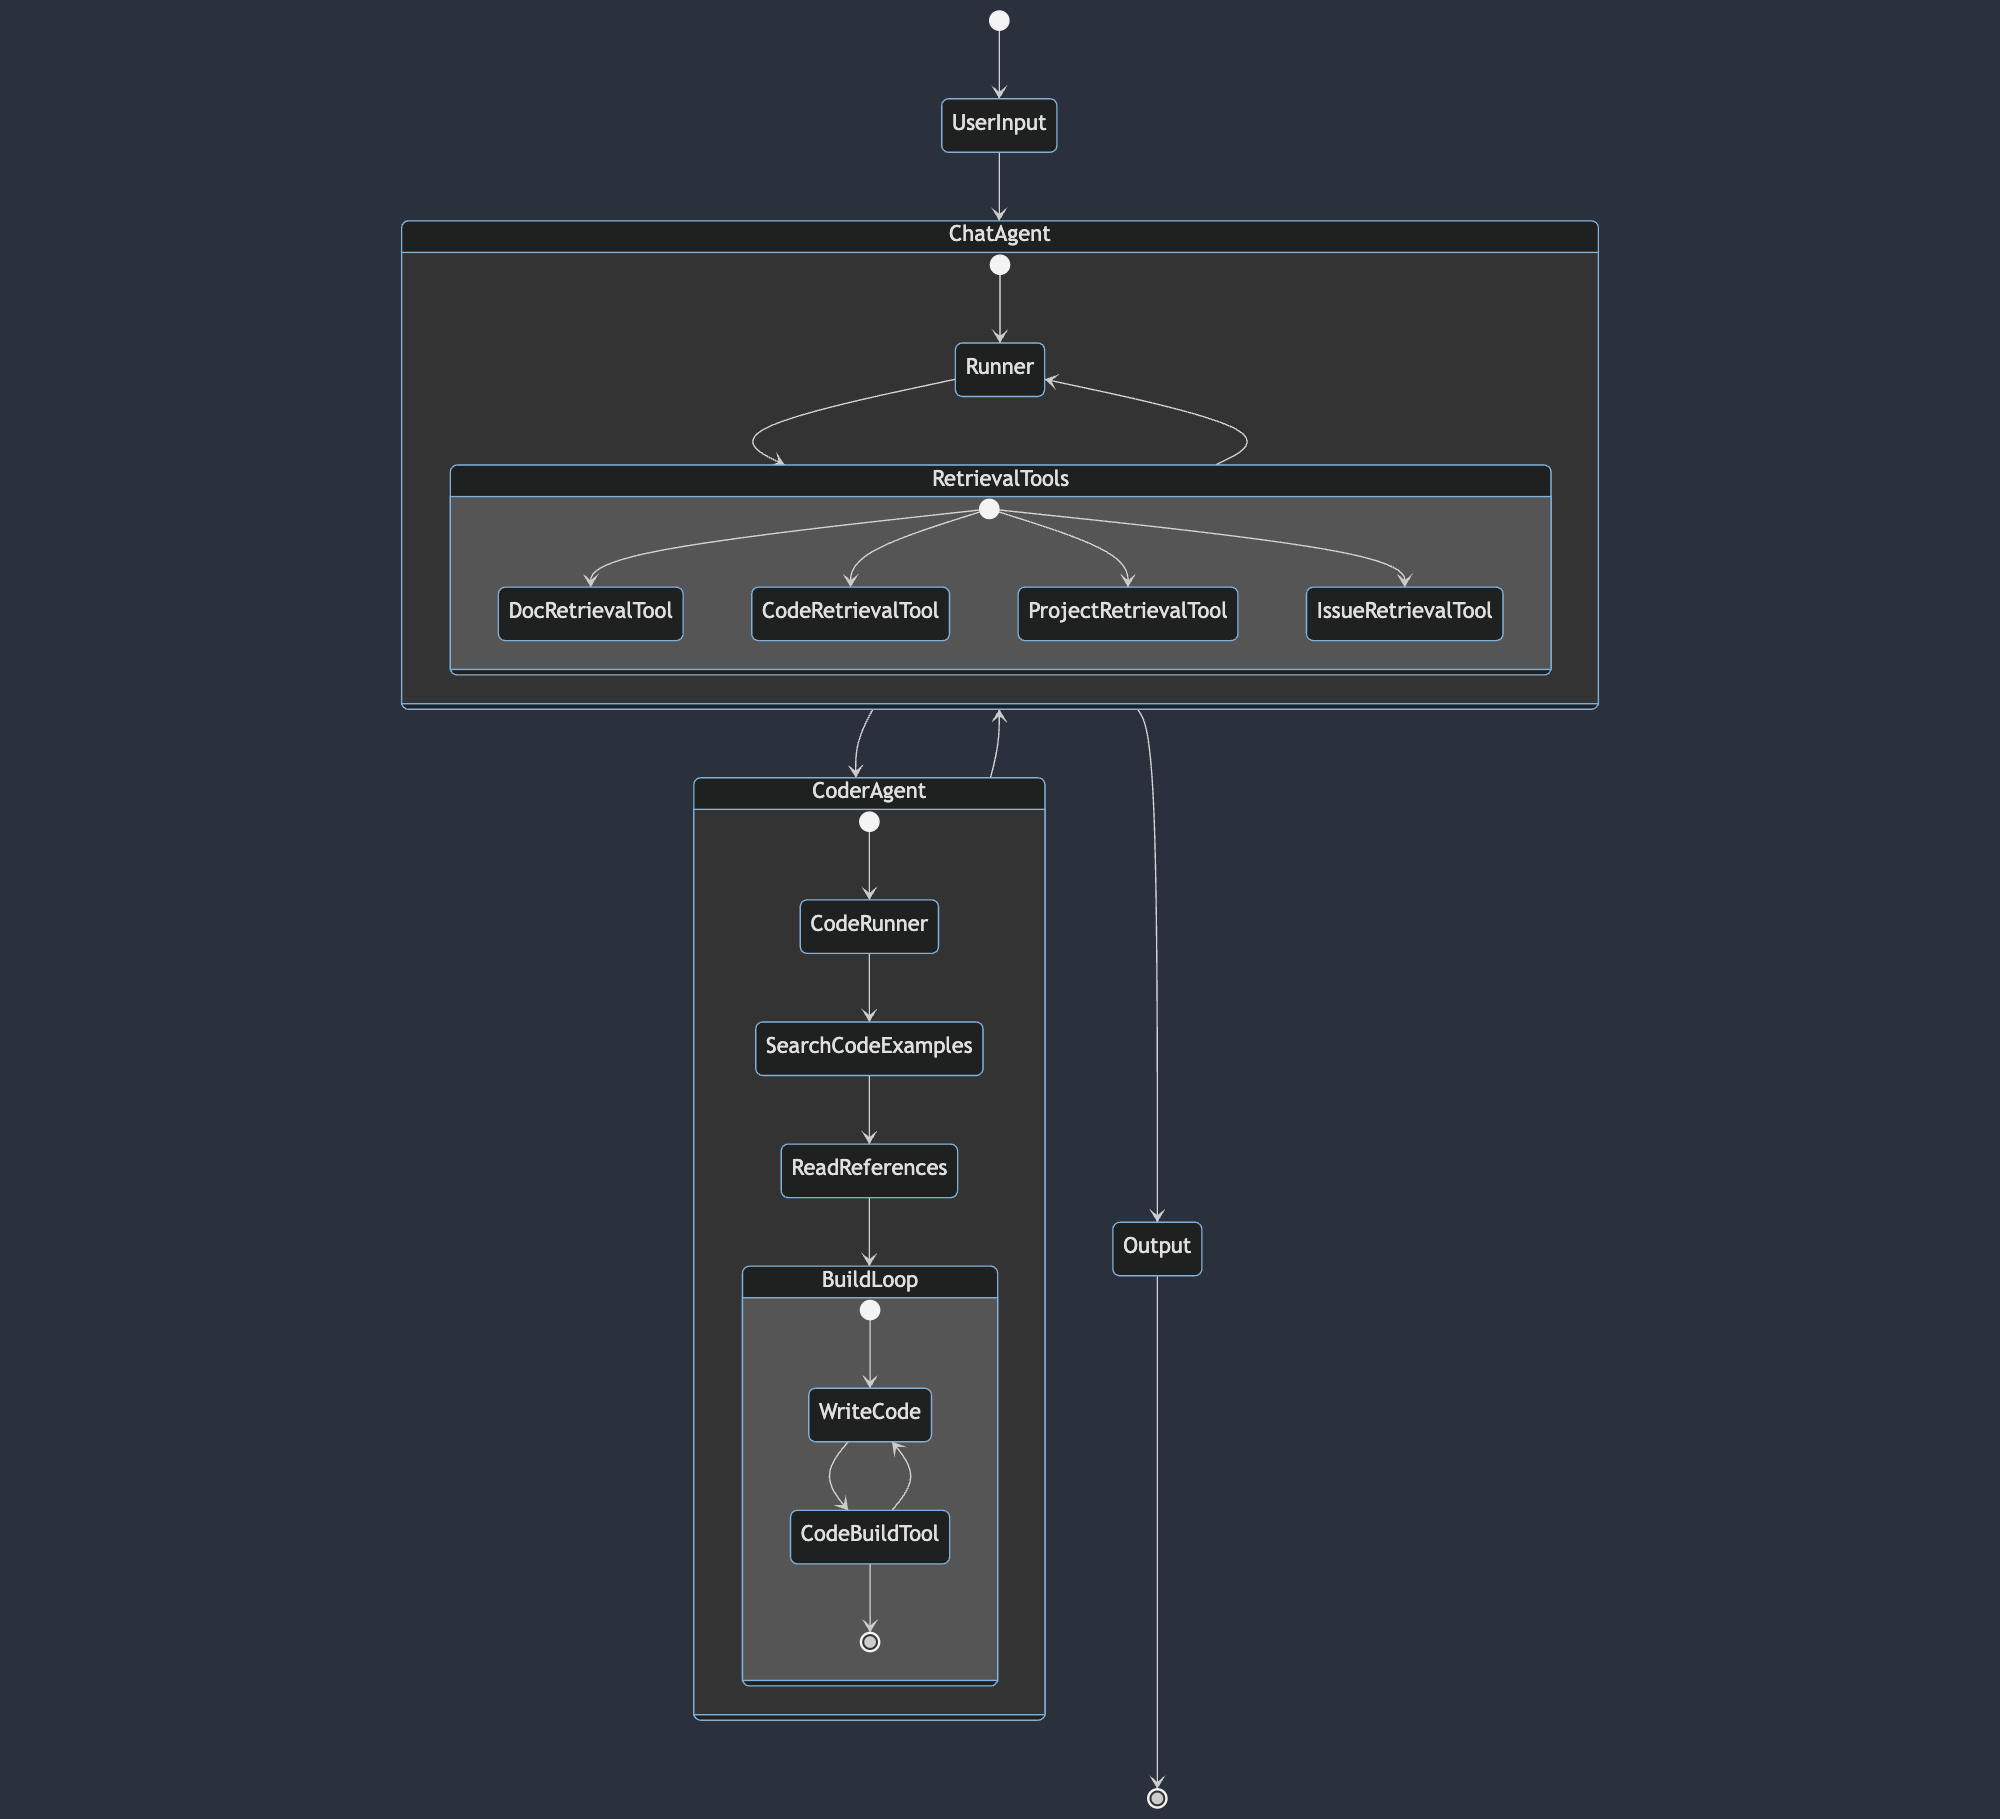 UserInput
ChatAgent
Runner
RetrievalTools
DocRetrievalTool
CodeRetrievalTool
ProjectRetrievalTool
IssueRetrievalTool
CoderAgent
CodeRunner
SearchCodeExamples
ReadReferences
Output
BuildLoop
WriteCode
CodeBuildTool